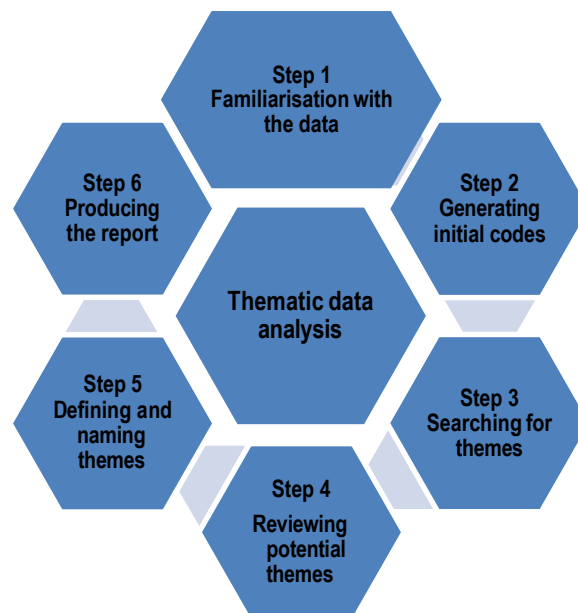 Step 1
Familiarisation with
the data
Step 2
Generating
initial codes
Step 3
Searching for
themes
Step 4
Reviewing
potential
themes
Step 5
Defining and
naming
themes
Step 6
Producing
the report
Thematic data
analysis